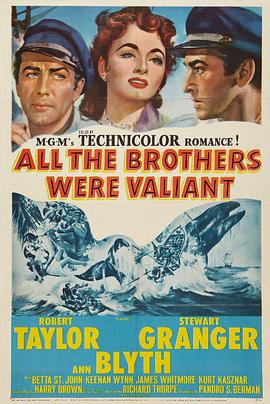 COLOR BY
M-G-M's TECHNICOLOR ROMANCE!
ALL THE BROTHERS
WERE VALIANT
ROBERT STEWART
TAYLOR GRANGER
ANN
BLYTH
WITH BETTA ST. JOHN · KEENAN WYNN · JAMES WHITMORE · KURT KASZNAR
HARRY BROWN RICHARD THORPE PANDRO S. BERMAN